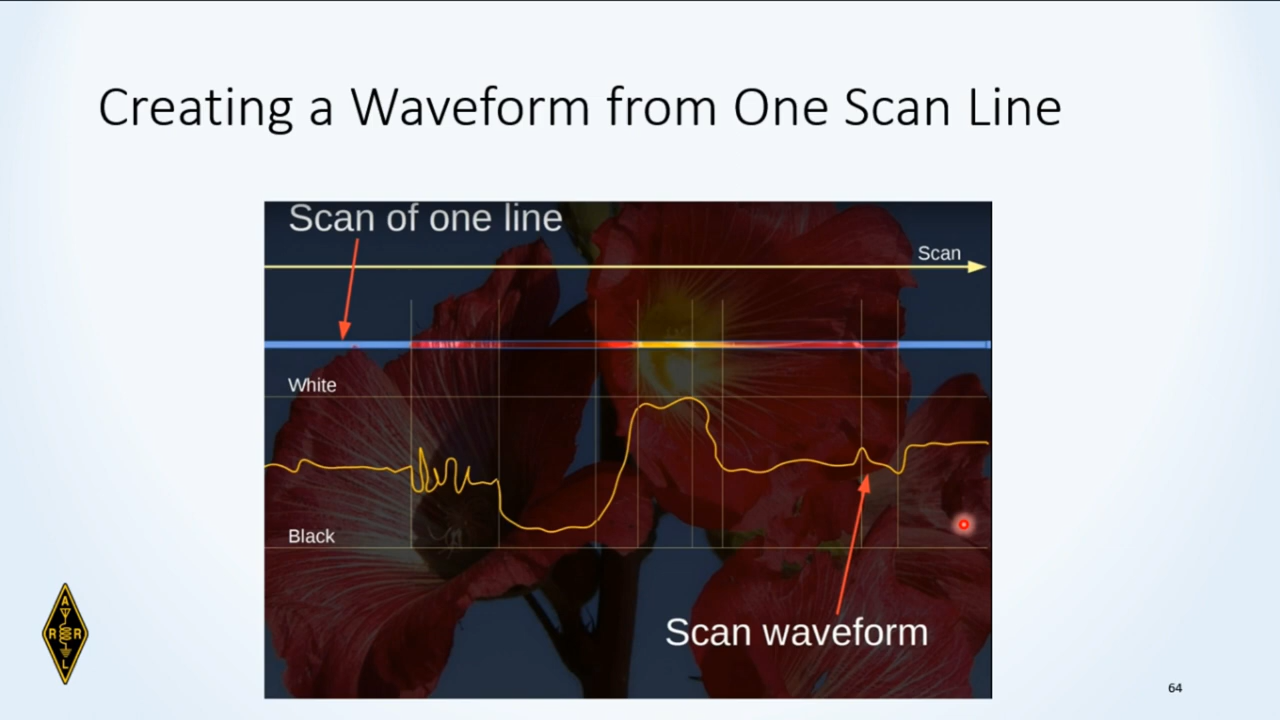 Creating a Waveform from One Scan Line
Scan of one line
Scan
White
Black
Scan waveform
A
R R
L
64